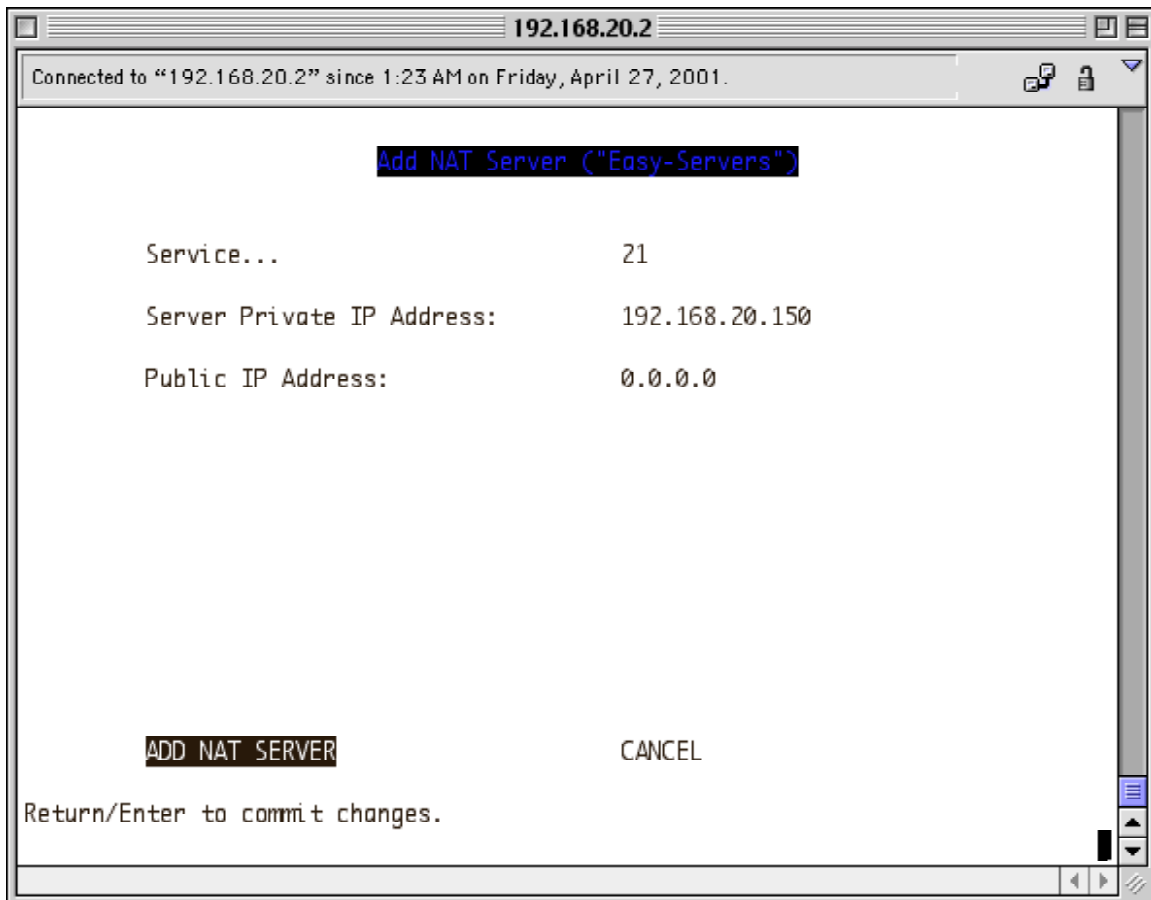 192.168.20.2
Connected to “192.168.20.2” since 1:23 AM on Friday, April 27, 2001.
Add NAT Server ("Easy-Servers")
Service... 21
Server Private IP Address: 192.168.20.150
Public IP Address: 0.0.0.0
ADD NAT SERVER CANCEL
Return/Enter to commit changes.